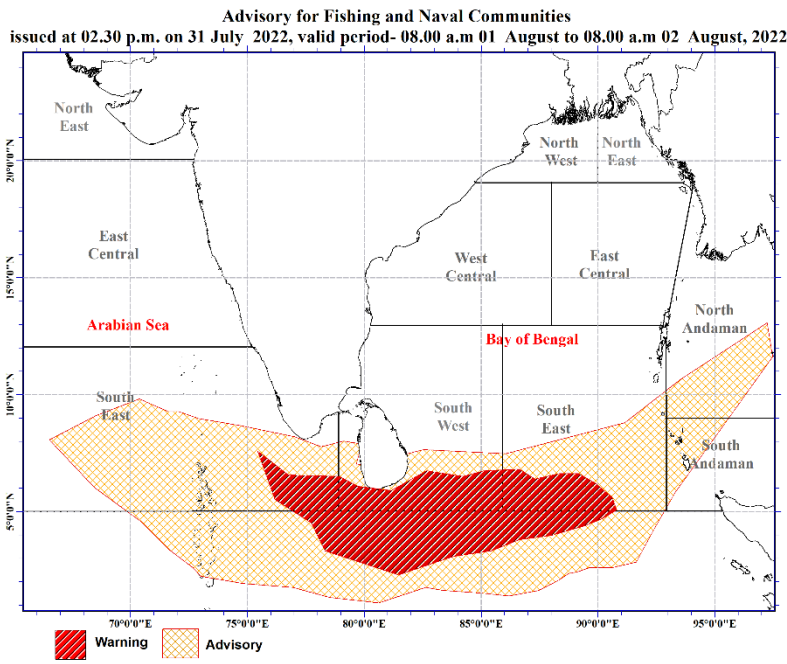 Advisory for Fishing and Naval Communities
issued at 02.30 p.m. on 31 July 2022, valid period- 08.00 a.m 01 August to 08.00 a.m 02 August, 2022
North
East
North
West
North
East
20°0'0"N
East
Central
West
Central
East
Central
15°0'0"N
North
Andaman
Arabian Sea
Bay of Bengal
10°0'0"N
South
East
South
West
South
East
South
Andaman
5°0'0"N
70°0'0"E
75°0'0"E
80°0'0"E
85°0'0"E
90°0'0"E
95°0'0"E
Warning
Advisory